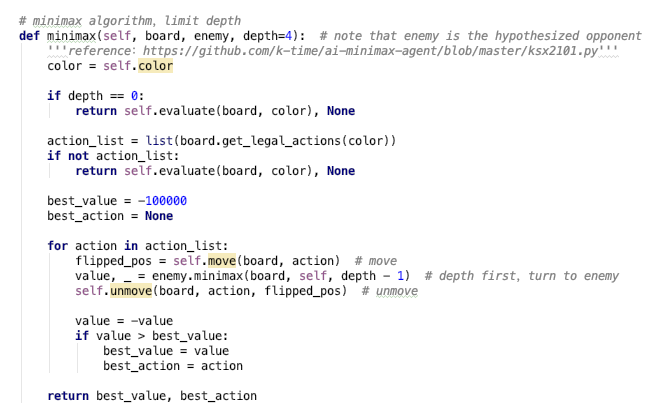 # minimax algorithm, limit depth
def minimax(self, board, enemy, depth=4):  # note that enemy is the hypothesized opponent
    '''reference: https://github.com/k-time/ai-minimax-agent/blob/master/ksx2101.py'''
    color = self.color

    if depth == 0:
        return self.evaluate(board, color), None

    action_list = list(board.get_legal_actions(color))
    if not action_list:
        return self.evaluate(board, color), None

    best_value = -100000
    best_action = None

    for action in action_list:
        flipped_pos = self.move(board, action)  # move
        value, _ = enemy.minimax(board, self, depth - 1)  # depth first, turn to enemy
        self.unmove(board, action, flipped_pos)  # unmove

        value = -value
        if value > best_value:
            best_value = value
            best_action = action

    return best_value, best_action